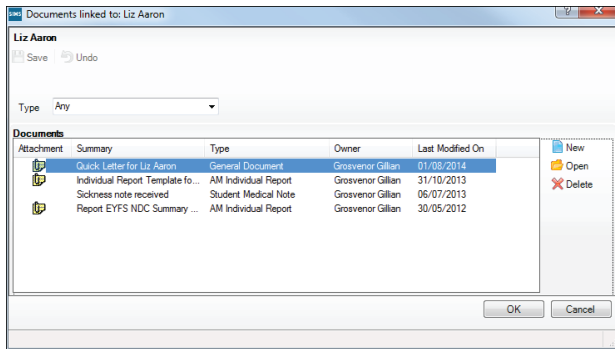 SIMS Documents linked to: Liz Aaron
Liz Aaron
Save Undo
Type Any
Documents
Attachment Summary Type Owner Last Modified On
Quick Letter for Liz Aaron General Document Grosvenor Gillian 01/08/2014
Individual Report Template fo... AM Individual Report Grosvenor Gillian 31/10/2013
Sickness note received Student Medical Note Grosvenor Gillian 06/07/2013
Report EYFS NDC Summary ... AM Individual Report Grosvenor Gillian 30/05/2012
New
Open
Delete
OK Cancel